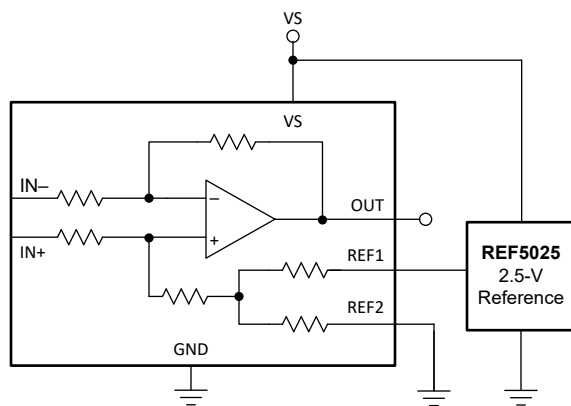 VS
VS
IN–
OUT
–
+
IN+
REF1
REF2
REF5025
2.5-V
Reference
GND